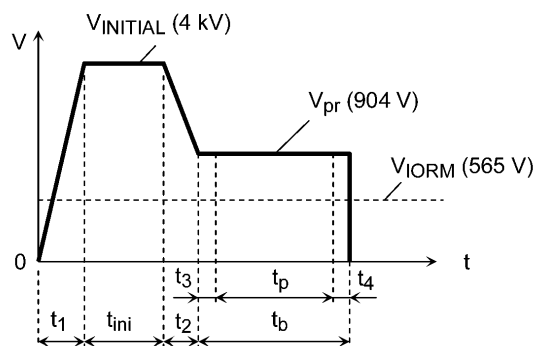 V
VINITIAL (4 kV)
Vpr (904 V)
VIORM (565 V)
0
t
t3
tp
t4
t1
tini
t2
tb